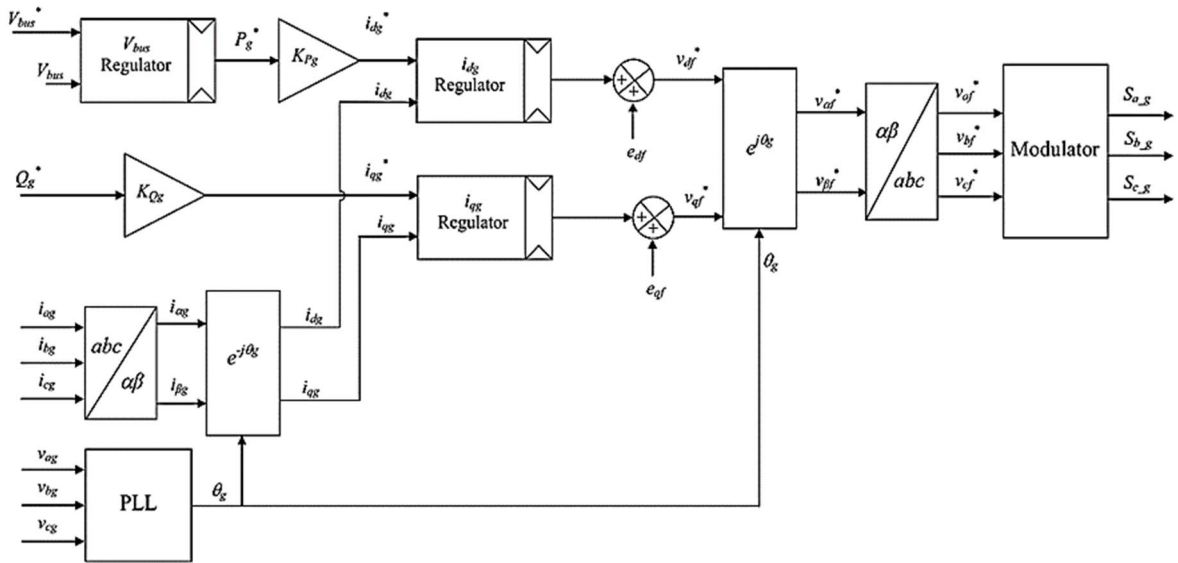 V_bus*
V_bus
V_bus
Regulator
P_g*
K_Pg
i_dg*
i_dg
i_dg
Regulator
+
+
e_df
v_df*
Q_g*
K_Qg
i_qg*
i_qg
i_qg
Regulator
+
+
e_qf
v_qf*
e^jθg
θ_g
v_αf*
v_βf*
αβ
abc
v_af*
v_bf*
v_cf*
Modulator
S_a_g
S_b_g
S_c_g
i_ag
i_bg
i_cg
abc
αβ
i_αg
i_βg
e^-jθg
i_dg
i_qg
v_ag
v_bg
v_cg
PLL
θ_g